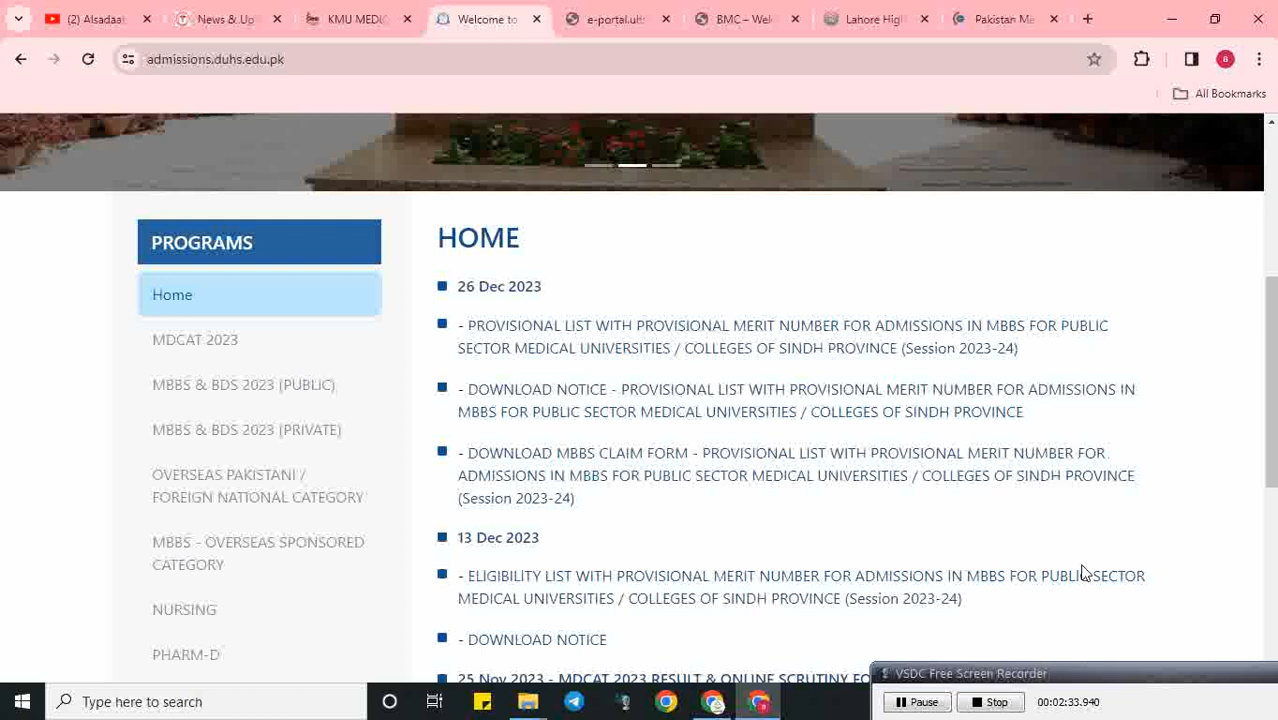 (2) Alsadaa
News & Up
KMU MEDIC
Welcome to
e-portal.uh
BMC – Wel
Lahore Hig
Pakistan Me
admissions.duhs.edu.pk
8
All Bookmarks
PROGRAMS
Home
MDCAT 2023
MBBS & BDS 2023 (PUBLIC)
MBBS & BDS 2023 (PRIVATE)
OVERSEAS PAKISTANI /
FOREIGN NATIONAL CATEGORY
MBBS - OVERSEAS SPONSORED
CATEGORY
NURSING
PHARM-D
HOME
26 Dec 2023
- PROVISIONAL LIST WITH PROVISIONAL MERIT NUMBER FOR ADMISSIONS IN MBBS FOR PUBLIC
SECTOR MEDICAL UNIVERSITIES / COLLEGES OF SINDH PROVINCE (Session 2023-24)
- DOWNLOAD NOTICE - PROVISIONAL LIST WITH PROVISIONAL MERIT NUMBER FOR ADMISSIONS IN
MBBS FOR PUBLIC SECTOR MEDICAL UNIVERSITIES / COLLEGES OF SINDH PROVINCE
- DOWNLOAD MBBS CLAIM FORM - PROVISIONAL LIST WITH PROVISIONAL MERIT NUMBER FOR
ADMISSIONS IN MBBS FOR PUBLIC SECTOR MEDICAL UNIVERSITIES / COLLEGES OF SINDH PROVINCE
(Session 2023-24)
13 Dec 2023
- ELIGIBILITY LIST WITH PROVISIONAL MERIT NUMBER FOR ADMISSIONS IN MBBS FOR PUBLIC SECTOR
MEDICAL UNIVERSITIES / COLLEGES OF SINDH PROVINCE (Session 2023-24)
- DOWNLOAD NOTICE
25 Nov 2023 - MDCAT 2023 RESULT & ONLINE SCRUTINY FO
VSDC Free Screen Recorder
Pause
Stop
00:02:33.940
Type here to search